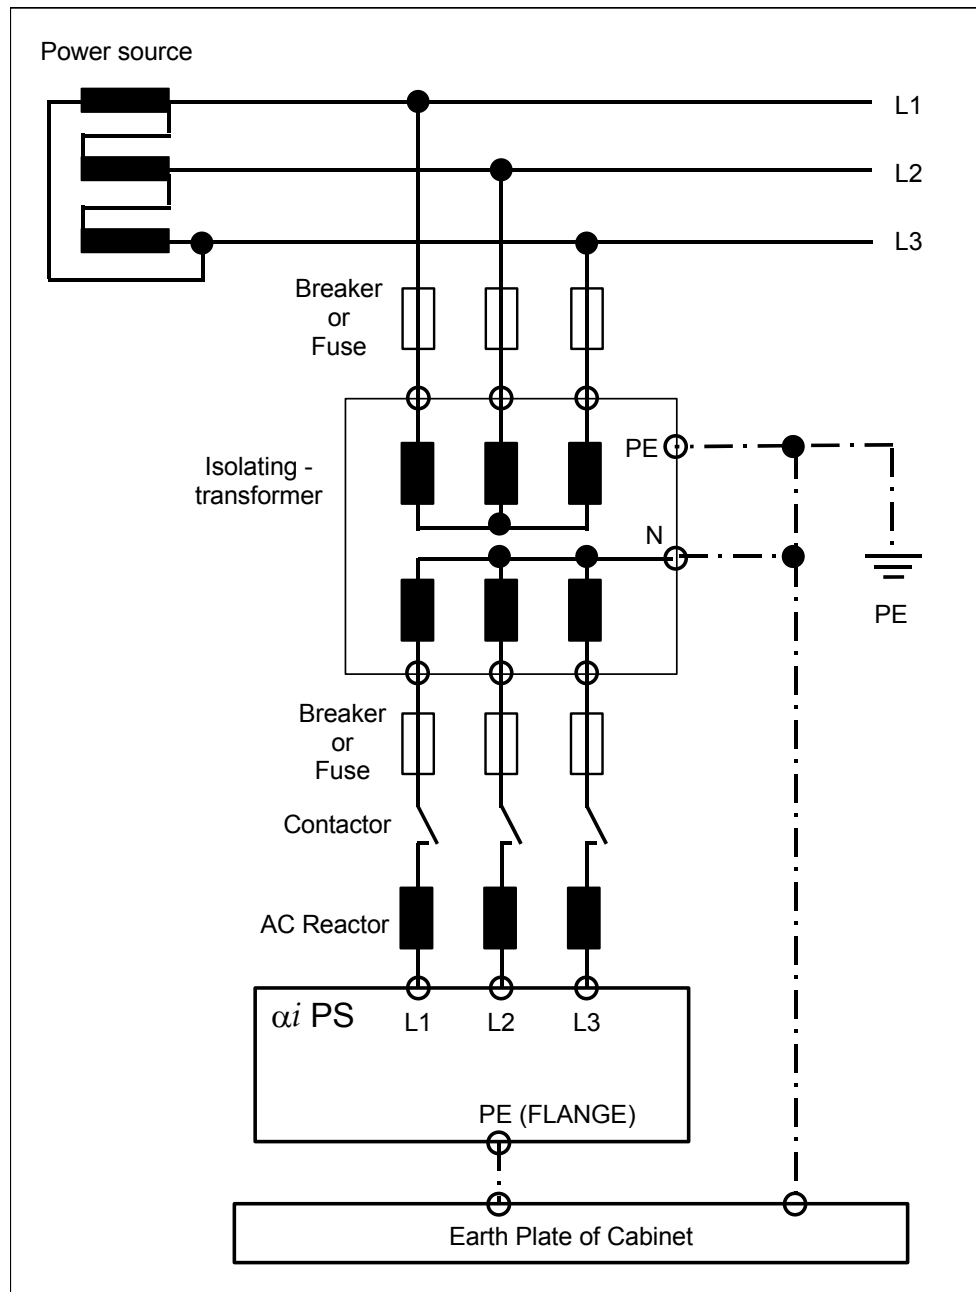 Power source
L1
L2
L3
Breaker
or
Fuse
PE
Isolating -
transformer
N
PE
Breaker
or
Fuse
Contactor
AC Reactor
αi PS
L1 L2 L3
PE (FLANGE)
Earth Plate of Cabinet